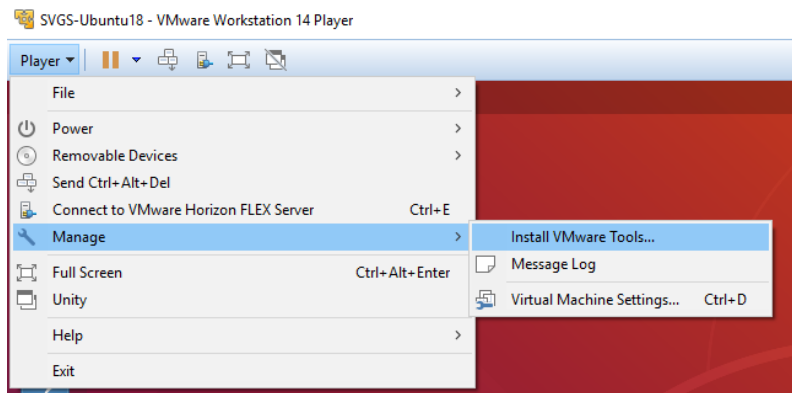 SVGS-Ubuntu18 - VMware Workstation 14 Player
Player
File
Power
Removable Devices
Send Ctrl+Alt+Del
Connect to VMware Horizon FLEX Server Ctrl+E
Manage
Install VMware Tools...
Message Log
Full Screen Ctrl+Alt+Enter
Unity
Virtual Machine Settings... Ctrl+D
Help
Exit